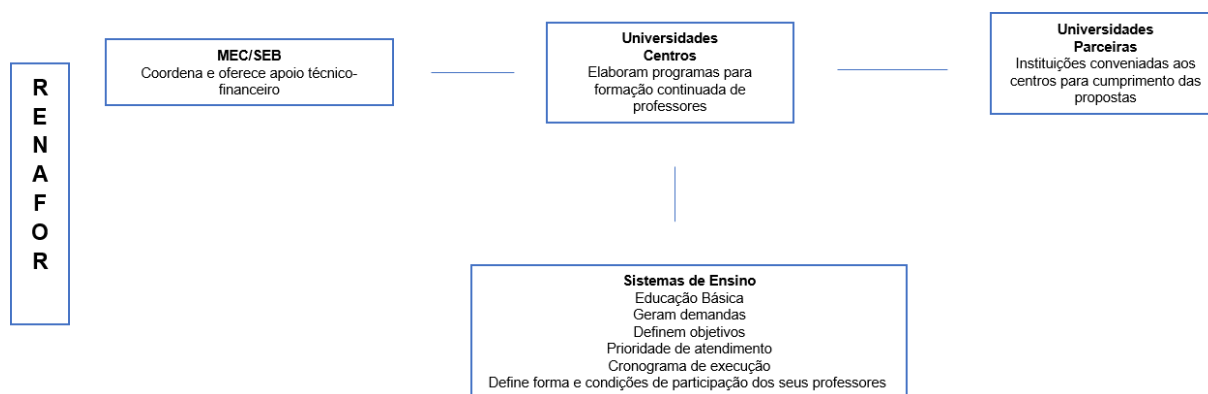 R
E
N
A
F
O
R
MEC/SEB
Coordena e oferece apoio técnico-
financeiro
Universidades
Centros
Elaboram programas para
formação continuada de
professores
Universidades
Parceiras
Instituições conveniadas aos
centros para cumprimento das
propostas
Sistemas de Ensino
Educação Básica
Geram demandas
Definem objetivos
Prioridade de atendimento
Cronograma de execução
Define forma e condições de participação dos seus professores